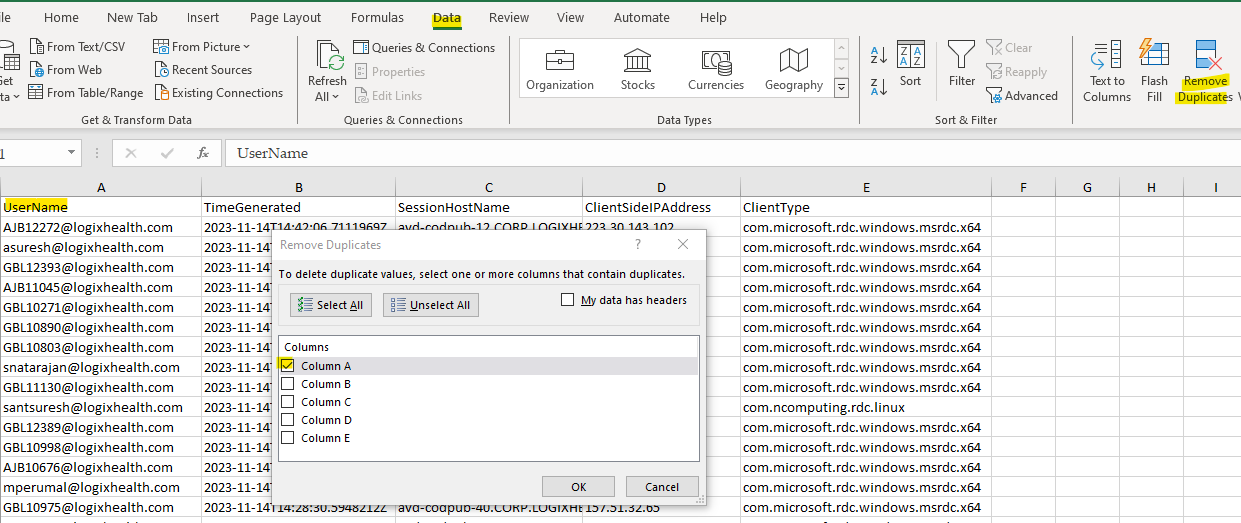 ile Home New Tab Insert Page Layout Formulas Data Review View Automate Help
From Text/CSV From Picture Queries & Connections
From Web Recent Sources Properties
From Table/Range Existing Connections Edit Links
Get
ta
Refresh
All
Organization Stocks Currencies Geography
Sort Filter Clear
Reapply
Advanced
Text to
Columns
Flash
Fill
Remove
Duplicates
Get & Transform Data Queries & Connections Data Types Sort & Filter
1 fx UserName
A B C D E F G H I
UserName TimeGenerated SessionHostName ClientSideIPAddress ClientType
AJB12272@logixhealth.com 2023-11-14T14:42:06.7111969Z avd-codpub-12.CORP.LOGIXHE 223.30.143.102 com.microsoft.rdc.windows.msrdc.x64
asuresh@logixhealth.com 2023-11-14T com.microsoft.rdc.windows.msrdc.x64
GBL12393@logixhealth.com 2023-11-14T com.microsoft.rdc.windows.msrdc.x64
AJB11045@logixhealth.com 2023-11-14T com.microsoft.rdc.windows.msrdc.x64
GBL10271@logixhealth.com 2023-11-14T com.microsoft.rdc.windows.msrdc.x64
GBL10890@logixhealth.com 2023-11-14T com.microsoft.rdc.windows.msrdc.x64
GBL10803@logixhealth.com 2023-11-14T com.microsoft.rdc.windows.msrdc.x64
snatarajan@logixhealth.com 2023-11-14T com.microsoft.rdc.windows.msrdc.x64
GBL11130@logixhealth.com 2023-11-14T com.microsoft.rdc.windows.msrdc.x64
santsuresh@logixhealth.com 2023-11-14T com.ncomputing.rdc.linux
GBL12389@logixhealth.com 2023-11-14T com.microsoft.rdc.windows.msrdc.x64
GBL10998@logixhealth.com 2023-11-14T com.microsoft.rdc.windows.msrdc.x64
AJB10676@logixhealth.com 2023-11-14T com.microsoft.rdc.windows.msrdc.x64
mperumal@logixhealth.com 2023-11-14T com.microsoft.rdc.windows.msrdc.x64
GBL10975@logixhealth.com 2023-11-14T14:28:30.5948212Z avd-codpub-40.CORP.LOGIXHE 157.51.32.65 com.microsoft.rdc.windows.msrdc.x64
Remove Duplicates ?
To delete duplicate values, select one or more columns that contain duplicates.
Select All Unselect All My data has headers
Columns
Column A
Column B
Column C
Column D
Column E
OK Cancel